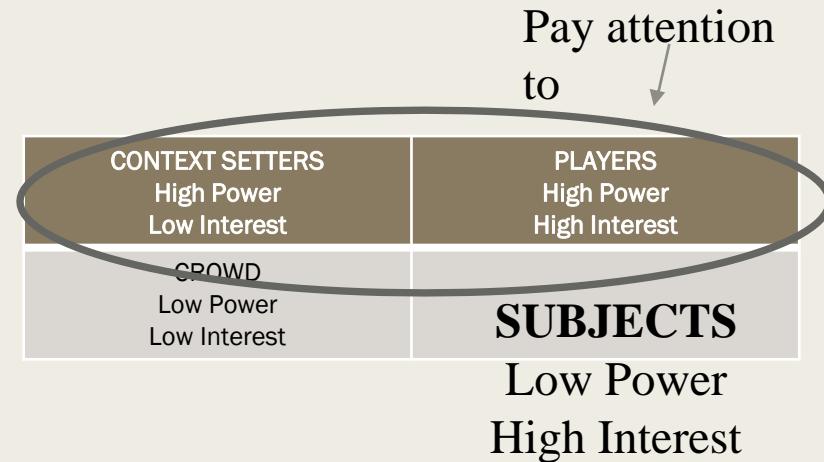 Pay attention
to
CONTEXT SETTERS
High Power
Low Interest
PLAYERS
High Power
High Interest
CROWD
Low Power
Low Interest
SUBJECTS
Low Power
High Interest